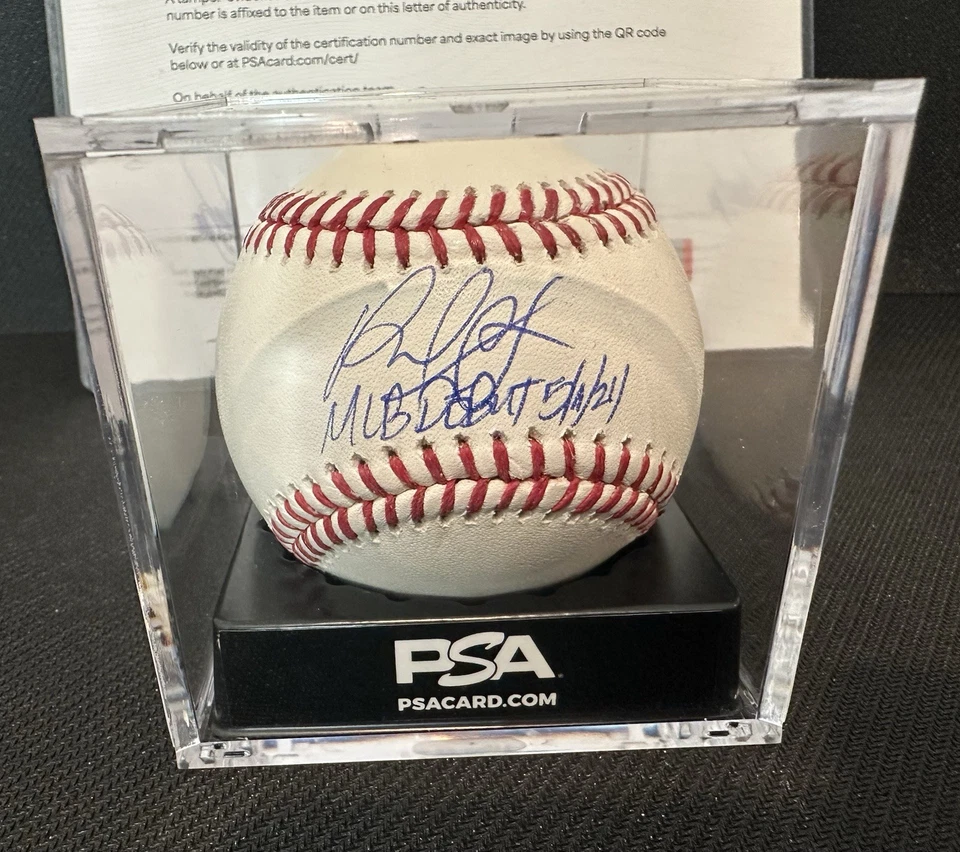 number is affixed to the item or on this letter of authenticity.
Verify the validity of the certification number and exact image by using the QR code
below or at PSAcard.com/cert/
On behalf of the authentication team
MLB DEBUT 5/11/21
PSA
PSACARD.COM